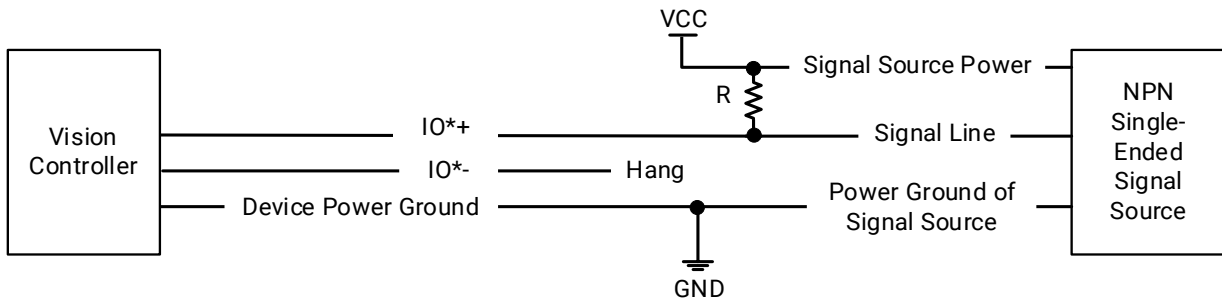 VCC
Signal Source Power
R
IO*+
Signal Line
Vision
Controller
IO*-
Hang
Device Power Ground
Power Ground of
Signal Source
GND
NPN
Single-
Ended
Signal
Source